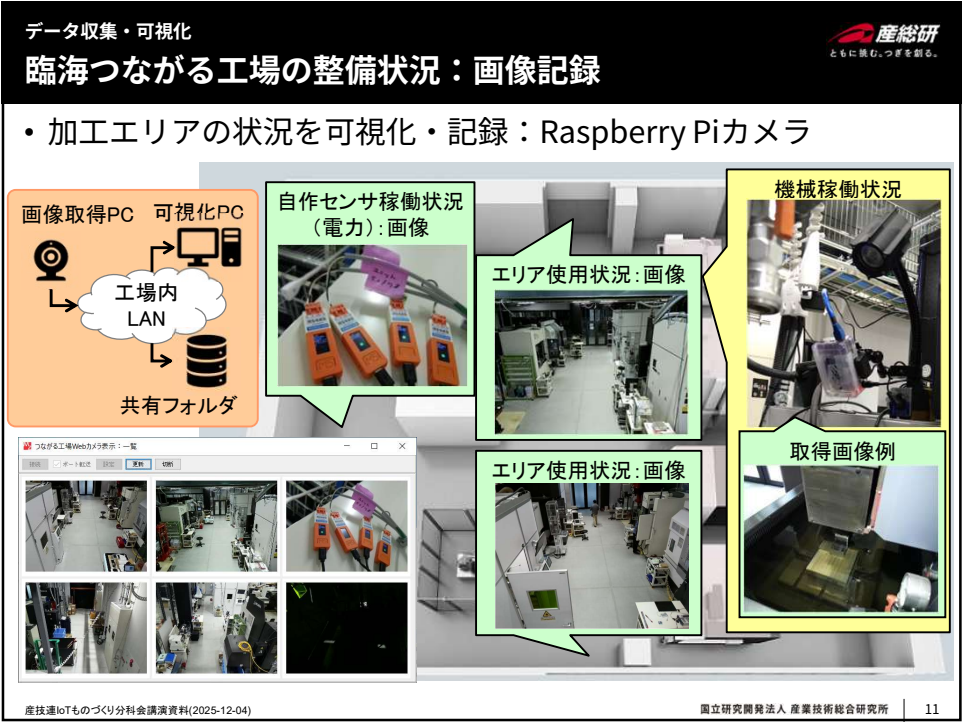 データ収集・可視化
臨海つながる工場の整備状況：画像記録
産総研
ともに挑む。つぎを創る。
• 加工エリアの状況を可視化・記録：Raspberry Piカメラ
画像取得PC
可視化PC
工場内
LAN
共有フォルダ
自作センサ稼働状況
（電力）：画像
エリア使用状況：画像
エリア使用状況：画像
機械稼働状況
取得画像例
つながる工場Webカメラ表示：一覧
接続
ポート転送
設定
更新
切断
産技連IoTものづくり分科会講演資料(2025-12-04)
国立研究開発法人 産業技術総合研究所
11